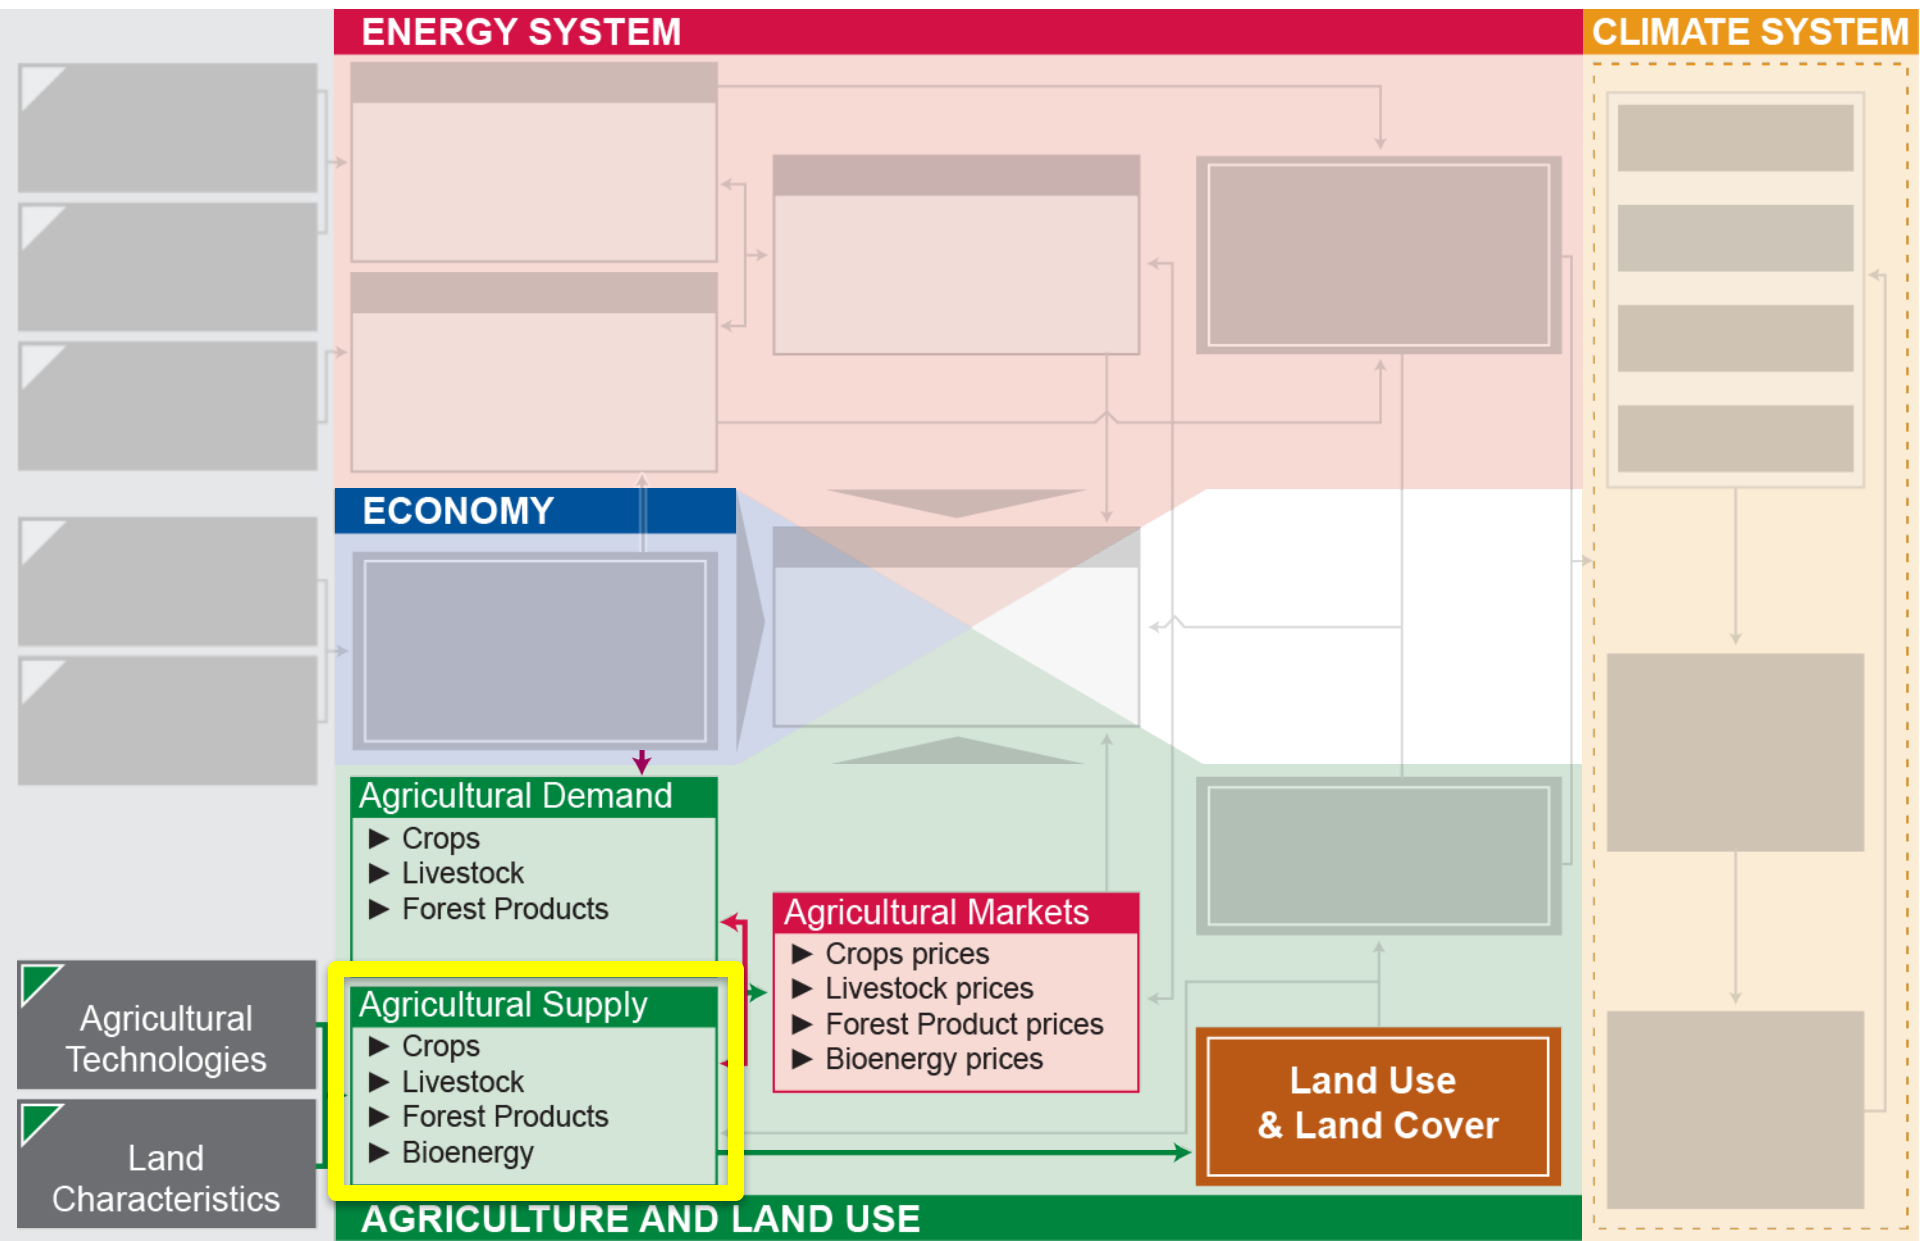 ENERGY SYSTEM
CLIMATE SYSTEM
ECONOMY
Agricultural Demand
► Crops
► Livestock
► Forest Products
Agricultural Markets
► Crops prices
► Livestock prices
► Forest Product prices
► Bioenergy prices
Agricultural
Technologies
Land
Characteristics
Agricultural Supply
► Crops
► Livestock
► Forest Products
► Bioenergy
Land Use
& Land Cover
AGRICULTURE AND LAND USE